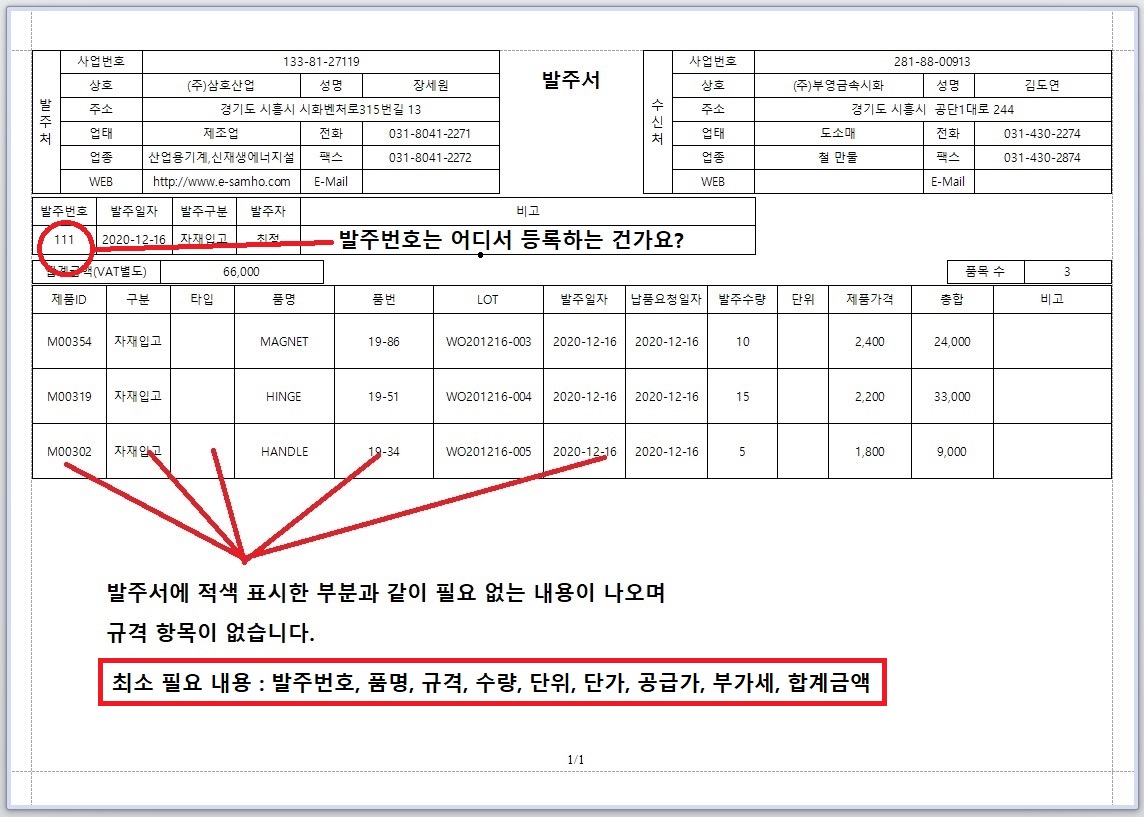 발주처 사업번호 133-81-27119 발주서 수신처 사업번호 281-88-00913
상호 (주)삼호산업 성명 장세원 상호 (주)부영금속시화 성명 김도연
주소 경기도 시흥시 시화벤처로315번길 13 주소 경기도 시흥시 공단1대로 244
업태 제조업 전화 031-8041-2271 업태 도소매 전화 031-430-2274
업종 산업용기계,신재생에너지설 팩스 031-8041-2272 업종 철 만물 팩스 031-430-2874
WEB http://www.e-samho.com E-Mail WEB E-Mail
발주번호 발주일자 발주구분 발주자 비고
111 2020-12-16 자재입고 최정 발주번호는 어디서 등록하는 건가요?
합계금액(VAT별도) 66,000 품목 수 3
제품ID 구분 타입 품명 품번 LOT 발주일자 납품요청일자 발주수량 단위 제품가격 총합 비고
M00354 자재입고 MAGNET 19-86 WO201216-003 2020-12-16 2020-12-16 10 2,400 24,000
M00319 자재입고 HINGE 19-51 WO201216-004 2020-12-16 2020-12-16 15 2,200 33,000
M00302 자재입고 HANDLE 19-34 WO201216-005 2020-12-16 2020-12-16 5 1,800 9,000
발주서에 적색 표시한 부분과 같이 필요 없는 내용이 나오며
규격 항목이 없습니다.
최소 필요 내용 : 발주번호, 품명, 규격, 수량, 단위, 단가, 공급가, 부가세, 합계금액
1/1